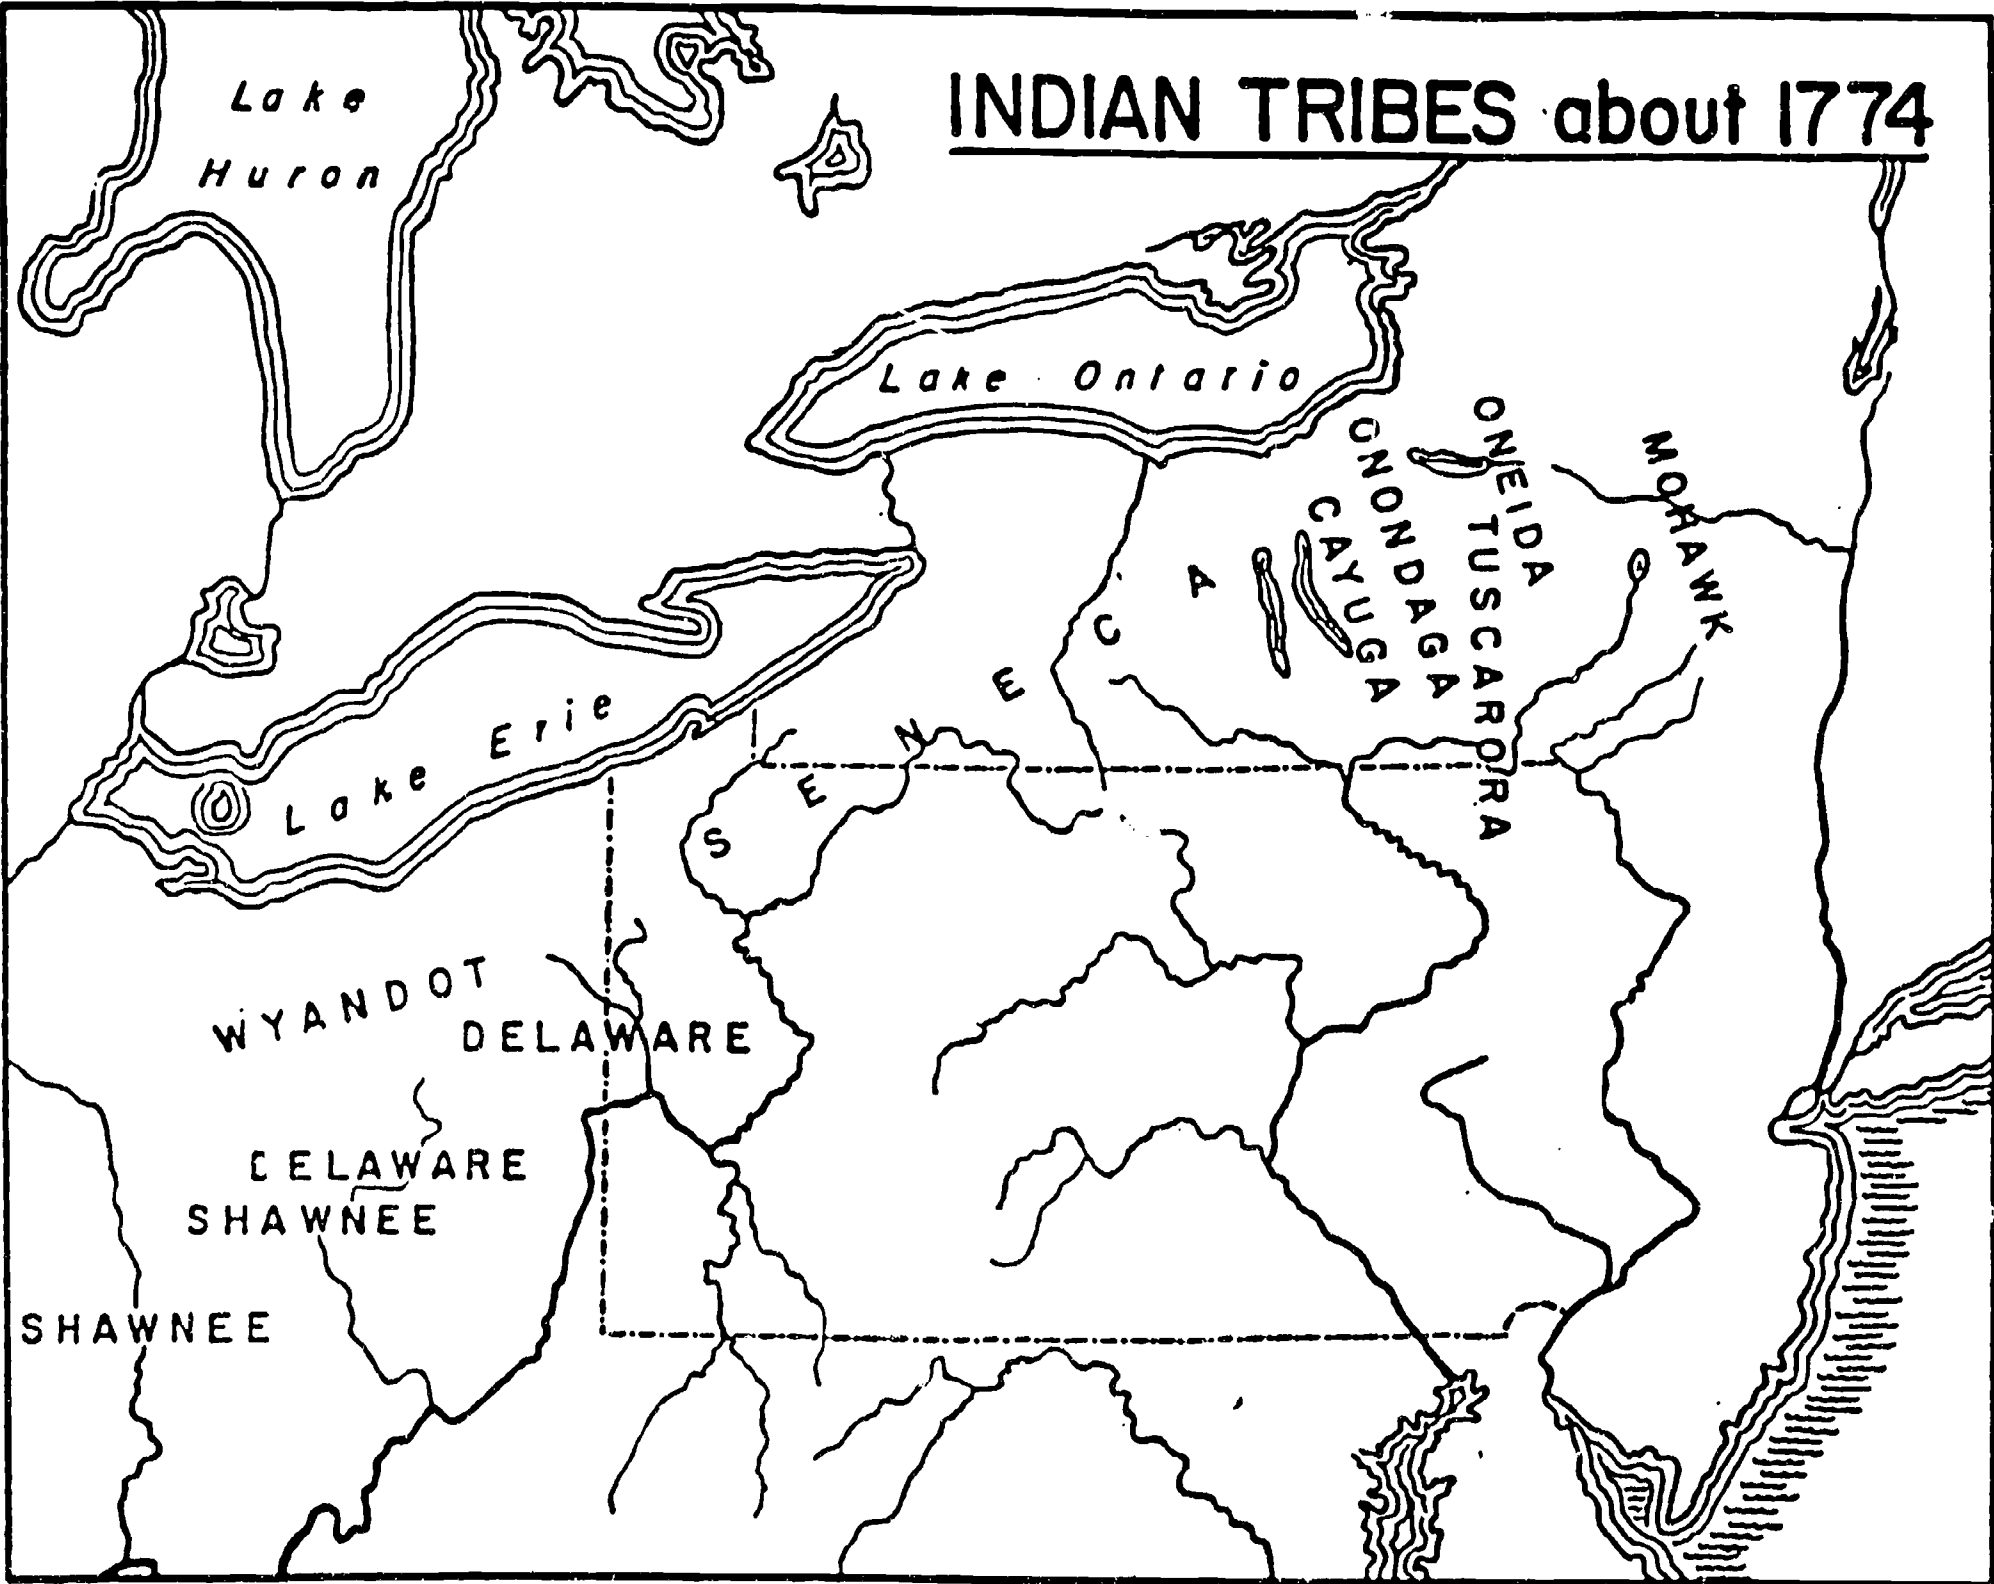 INDIAN TRIBES about 1774
Lake
Huron
Lake Ontario
Lake Erie
ONEIDA
ONONDAGA
MOHAWK
CAYUGA
TUSCARORA
SENECA
WYANDOT
DELAWARE
DELAWARE
SHAWNEE
SHAWNEE